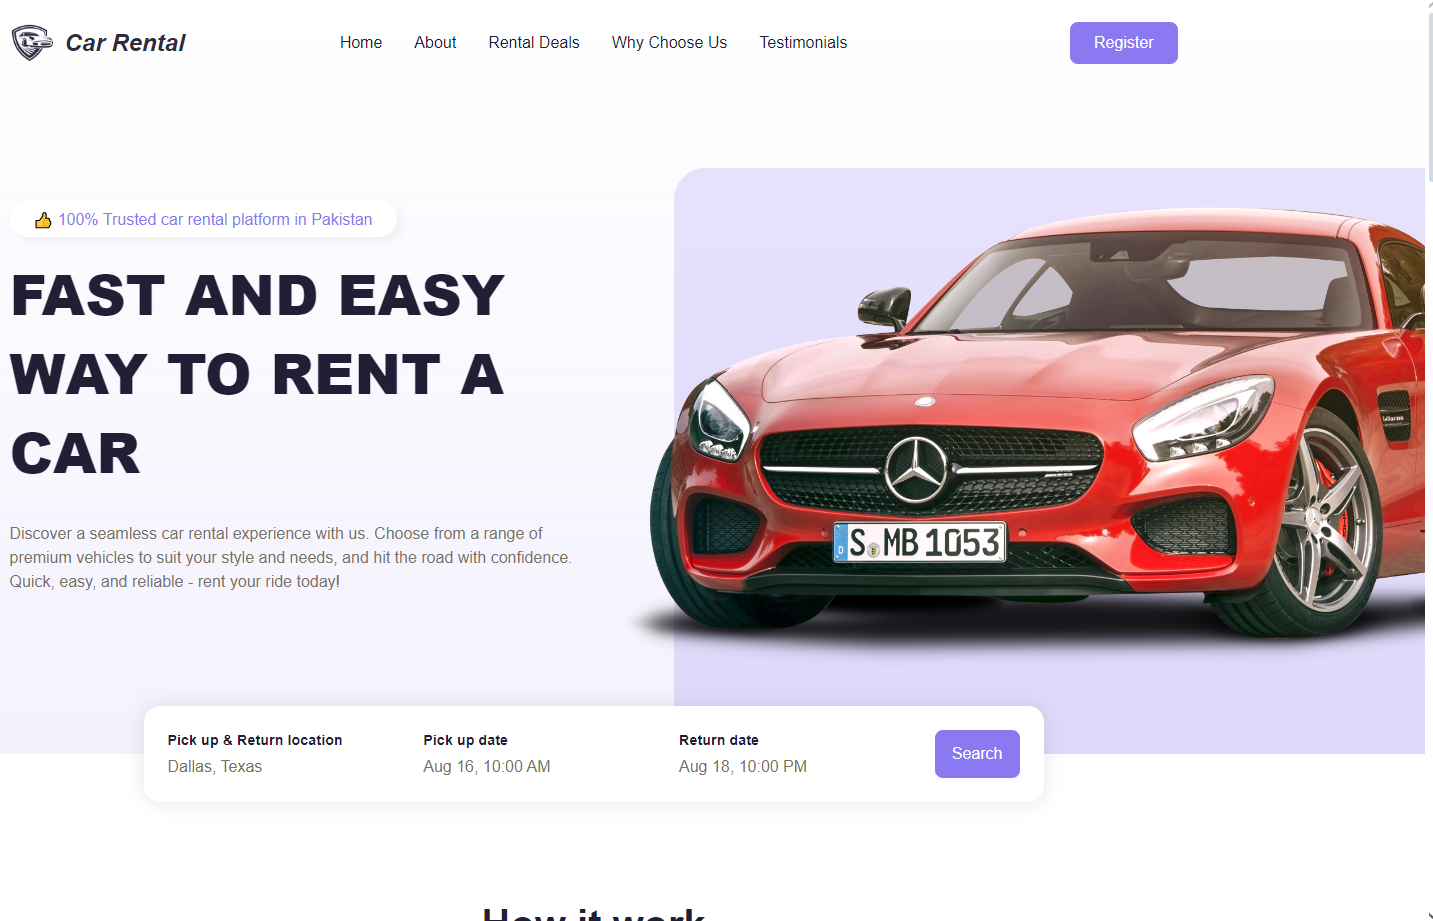 Car Rental
Home About Rental Deals Why Choose Us Testimonials
Register
👍 100% Trusted car rental platform in Pakistan
FAST AND EASY
WAY TO RENT A
CAR
Discover a seamless car rental experience with us. Choose from a range of
premium vehicles to suit your style and needs, and hit the road with confidence.
Quick, easy, and reliable - rent your ride today!
D S MB 1053
Pick up & Return location
Dallas, Texas
Pick up date
Aug 16, 10:00 AM
Return date
Aug 18, 10:00 PM
Search
How it work